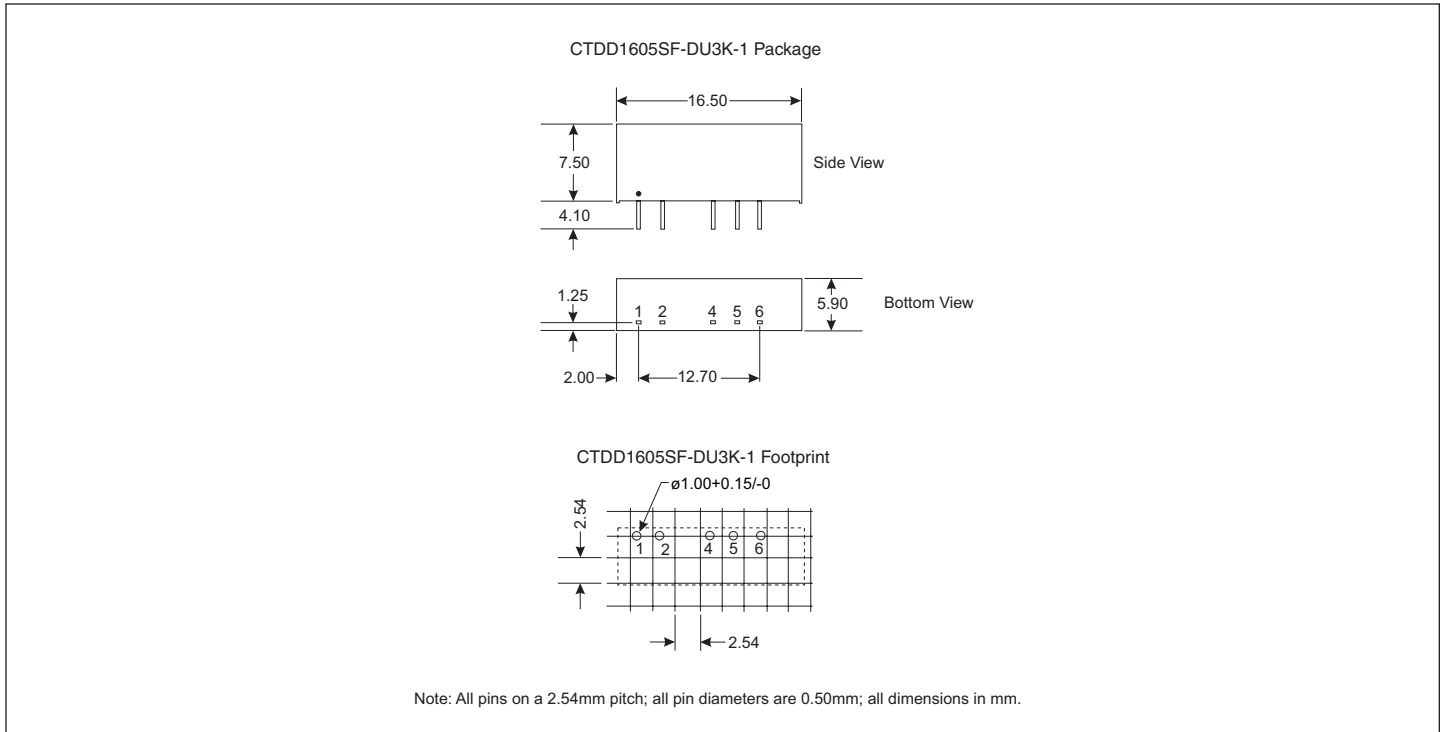 CTDD1605SF-DU3K-1 Package
16.50
7.50
Side View
4.10
1.25
1 2 4 5 6
5.90
Bottom View
2.00
12.70
CTDD1605SF-DU3K-1 Footprint
ø1.00+0.15/-0
2.54
1 2 4 5 6
2.54
Note: All pins on a 2.54mm pitch; all pin diameters are 0.50mm; all dimensions in mm.